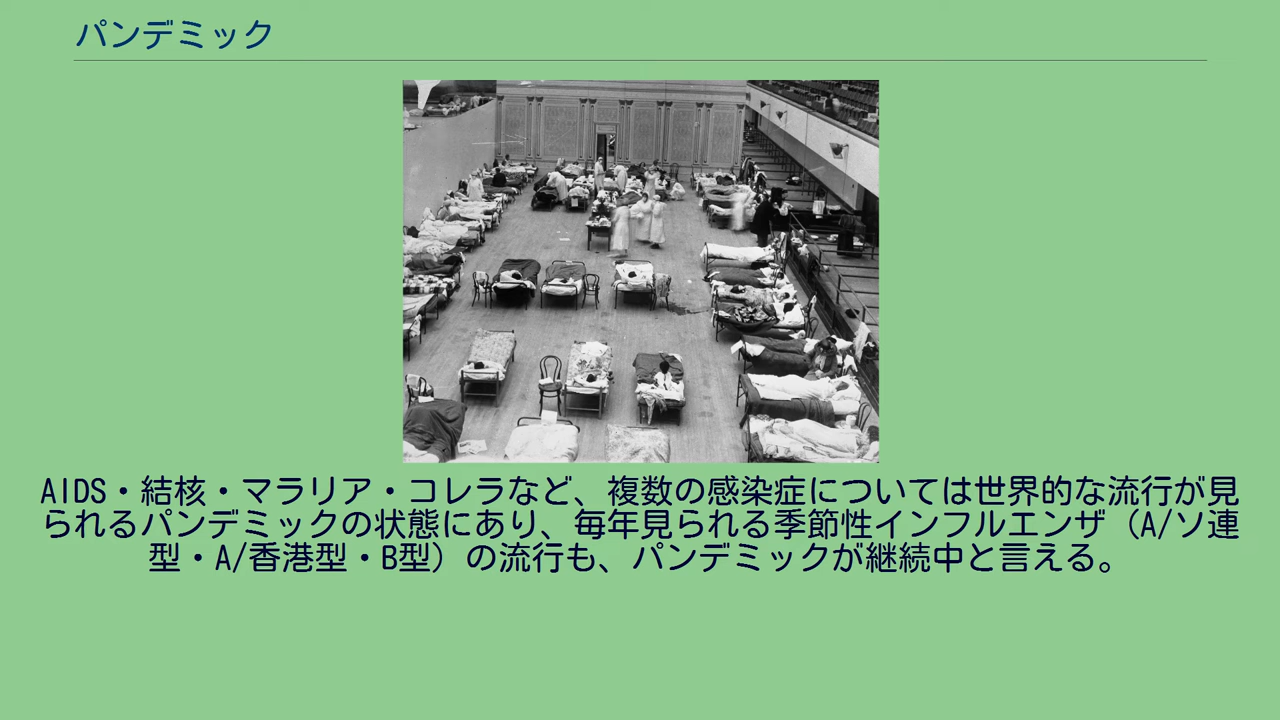 パンデミック
AIDS・結核・マラリア・コレラなど、複数の感染症については世界的な流行が見
られるパンデミックの状態にあり、毎年見られる季節性インフルエンザ（A/ソ連
型・A/香港型・B型）の流行も、パンデミックが継続中と言える。